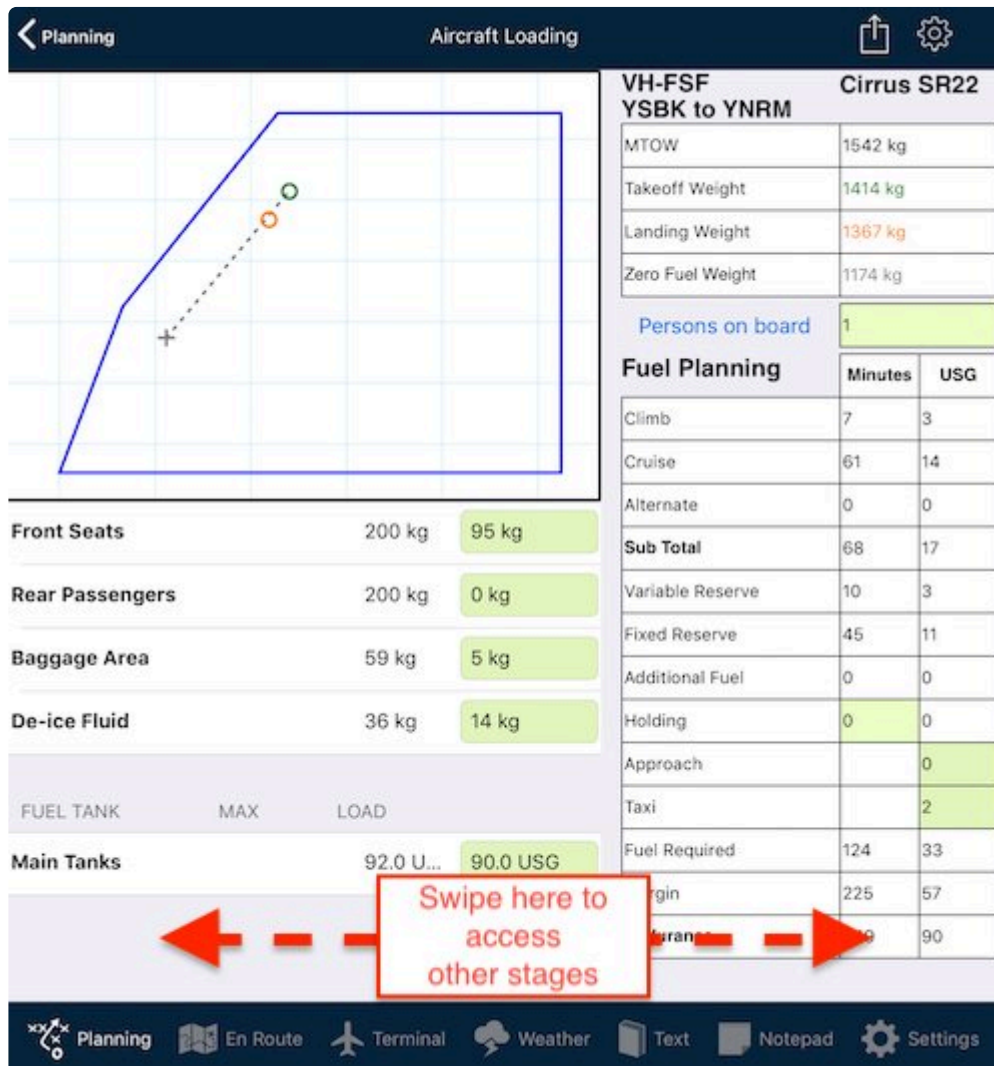 Planning
Aircraft Loading
VH-FSF Cirrus SR22
YSBK to YNRM
MTOW 1542 kg
Takeoff Weight 1414 kg
Landing Weight 1367 kg
Zero Fuel Weight 1174 kg
Persons on board 1
Fuel Planning Minutes USG
Climb 7 3
Cruise 61 14
Alternate 0 0
Sub Total 68 17
Variable Reserve 10 3
Fixed Reserve 45 11
Additional Fuel 0 0
Holding 0 0
Approach 0
Taxi 2
Fuel Required 124 33
225 57
90
Front Seats 200 kg 95 kg
Rear Passengers 200 kg 0 kg
Baggage Area 59 kg 5 kg
De-ice Fluid 36 kg 14 kg
FUEL TANK MAX LOAD
Main Tanks 92.0 U... 90.0 USG
Swipe here to
access
other stages
Planning En Route Terminal Weather Text Notepad Settings